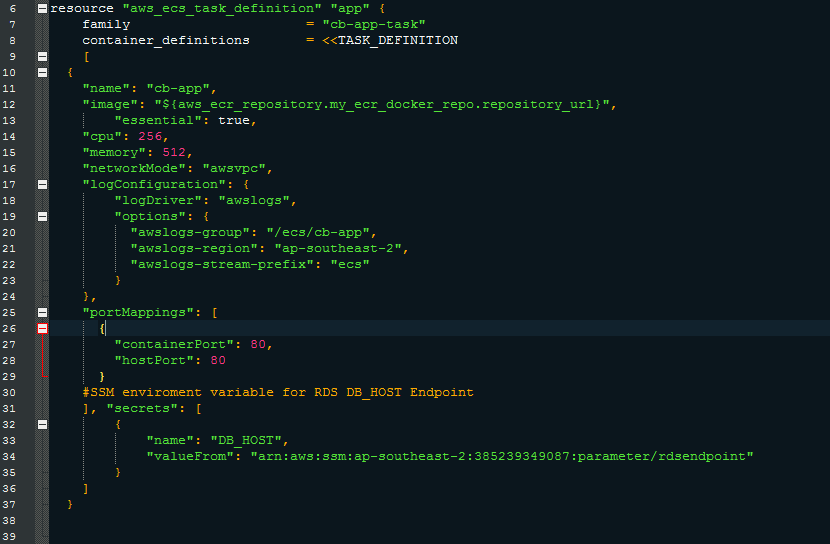 6 resource "aws_ecs_task_definition" "app" {
7 family = "cb-app-task"
8 container_definitions = <<TASK_DEFINITION
9 [
10 {
11 "name": "cb-app",
12 "image": "${aws_ecr_repository.my_ecr_docker_repo.repository_url}",
13 "essential": true,
14 "cpu": 256,
15 "memory": 512,
16 "networkMode": "awsvpc",
17 "logConfiguration": {
18 "logDriver": "awslogs",
19 "options": {
20 "awslogs-group": "/ecs/cb-app",
21 "awslogs-region": "ap-southeast-2",
22 "awslogs-stream-prefix": "ecs"
23 }
24 },
25 "portMappings": [
26 {
27 "containerPort": 80,
28 "hostPort": 80
29 }
30 #SSM enviroment variable for RDS DB_HOST Endpoint
31 ], "secrets": [
32 {
33 "name": "DB_HOST",
34 "valueFrom": "arn:aws:ssm:ap-southeast-2:385239349087:parameter/rdsendpoint"
35 }
36 ]
37 }
38
39